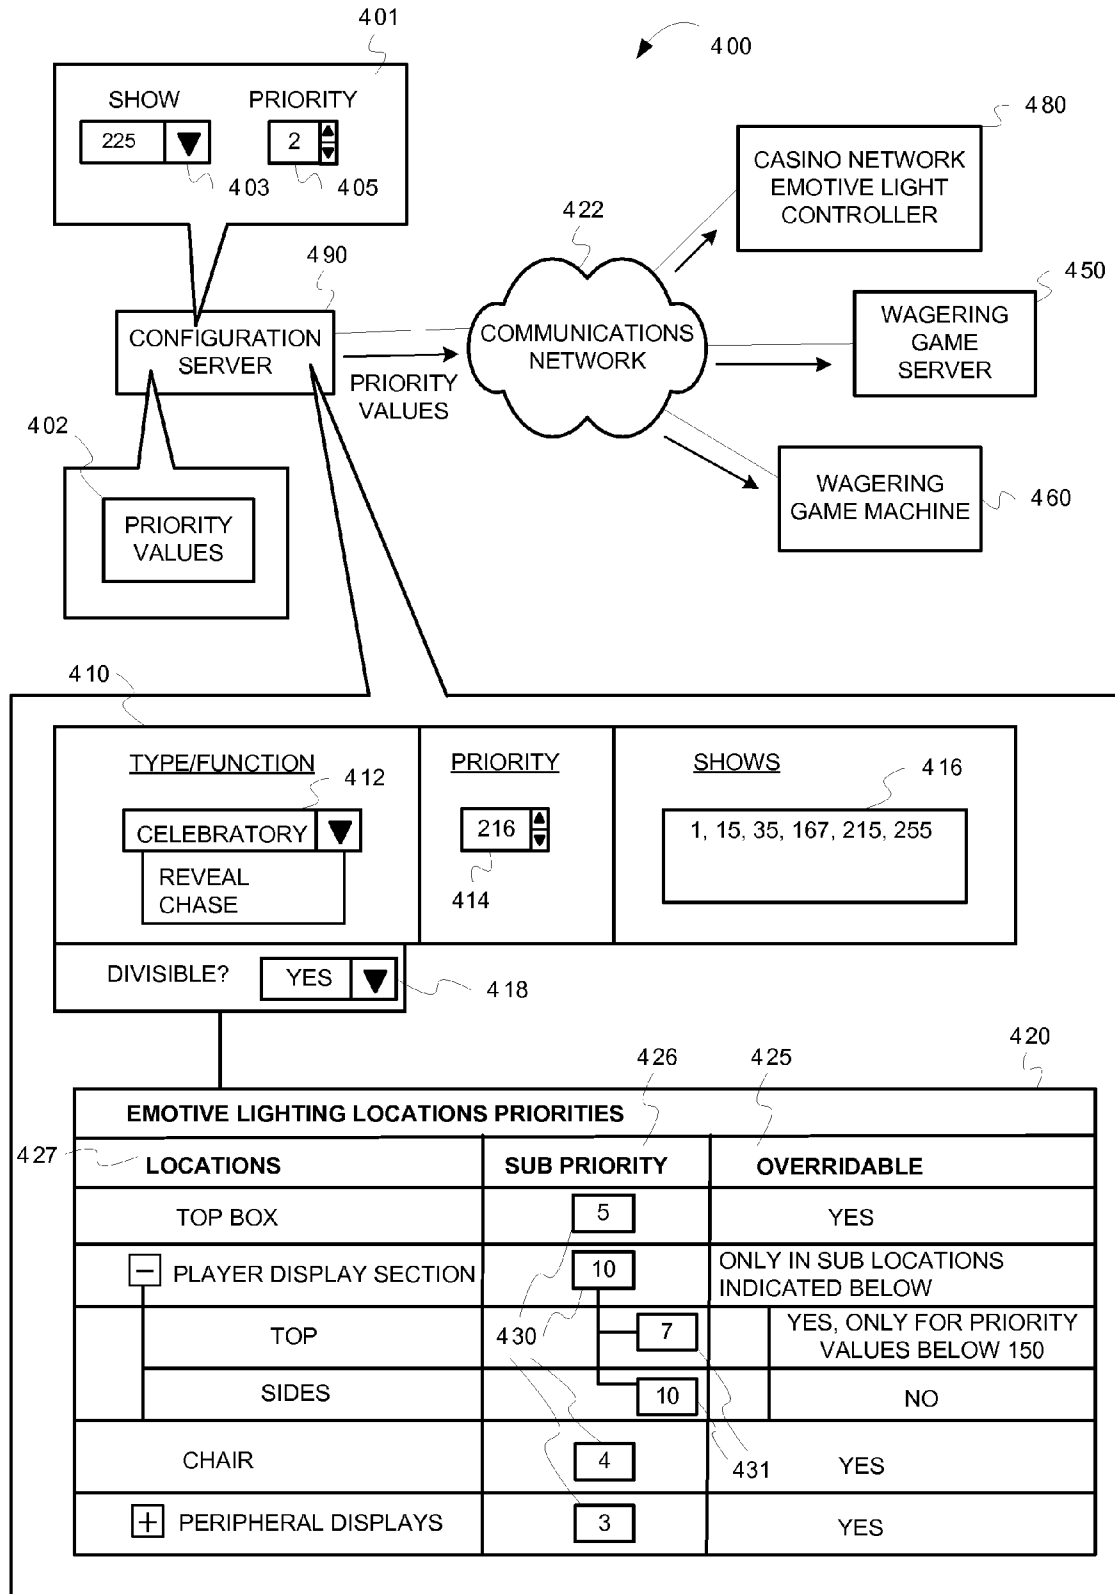 401
400
SHOW
PRIORITY
225
2
403
405
480
CASINO NETWORK
EMOTIVE LIGHT
CONTROLLER
422
490
450
CONFIGURATION
SERVER
COMMUNICATIONS
NETWORK
WAGERING
GAME
SERVER
PRIORITY
VALUES
402
PRIORITY
VALUES
WAGERING
GAME MACHINE
460
410
TYPE/FUNCTION
PRIORITY
SHOWS
412
416
CELEBRATORY
REVEAL
CHASE
216
414
1, 15, 35, 167, 215, 255
DIVISIBLE?
YES
418
426
425
420
EMOTIVE LIGHTING LOCATIONS PRIORITIES
427
LOCATIONS
SUB PRIORITY
OVERRIDABLE
TOP BOX
5
YES
PLAYER DISPLAY SECTION
10
ONLY IN SUB LOCATIONS
INDICATED BELOW
TOP
430
7
YES, ONLY FOR PRIORITY
VALUES BELOW 150
SIDES
10
NO
CHAIR
4
431
YES
PERIPHERAL DISPLAYS
3
YES